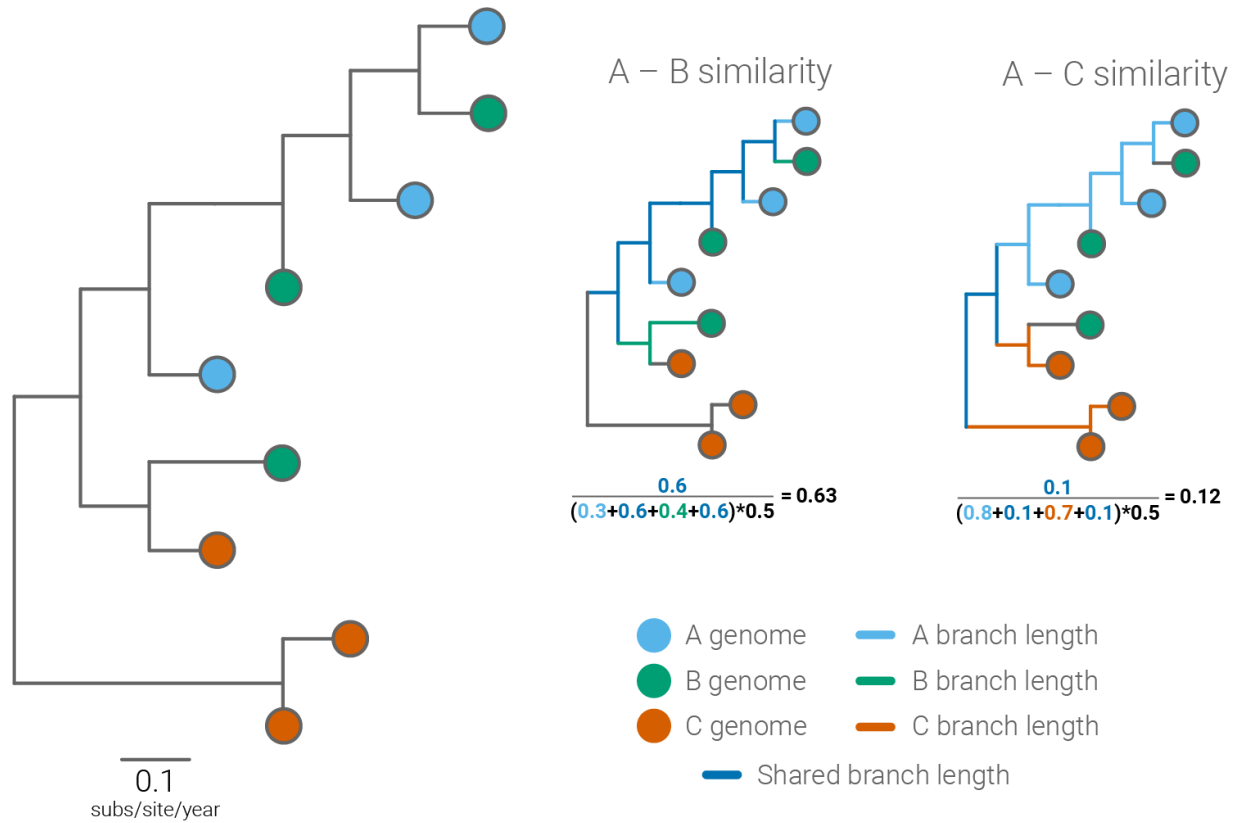 A – B similarity
A – C similarity
0.6
(0.3+0.6+0.4+0.6)*0.5
= 0.63
0.1
(0.8+0.1+0.7+0.1)*0.5
= 0.12
A genome
A branch length
B genome
B branch length
C genome
C branch length
Shared branch length
0.1
subs/site/year